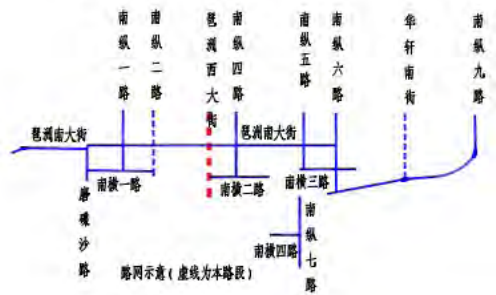 南纵一路
南纵二路
琶洲西大街
南纵四路
南纵五路
南纵六路
华轩南街
南纵九路
琶洲南大街
琶洲南大街
南横一路
南横二路
南横三路
磨碟沙路
南横四路
南纵七路
路网示意(虚线为本路段)